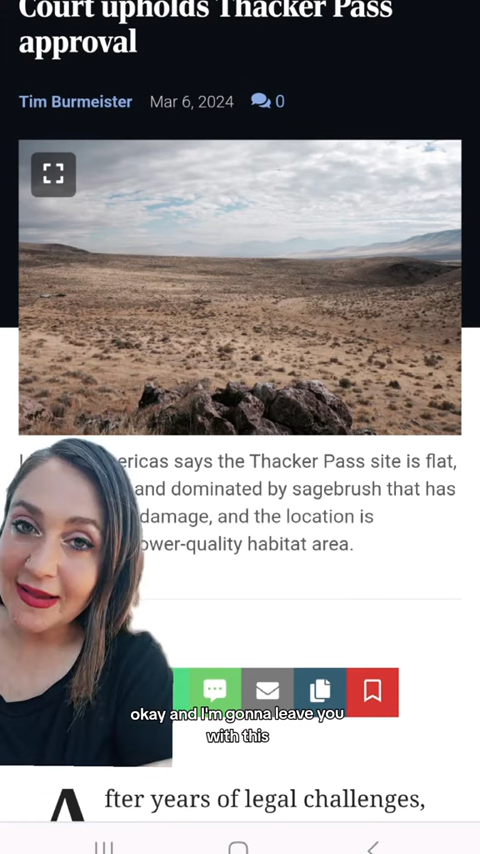 Court upholds Thacker Pass
approval
Tim Burmeister Mar 6, 2024 0
ericas says the Thacker Pass site is flat,
and dominated by sagebrush that has
damage, and the location is
ower-quality habitat area.
okay and I'm gonna leave you
with this
After years of legal challenges,